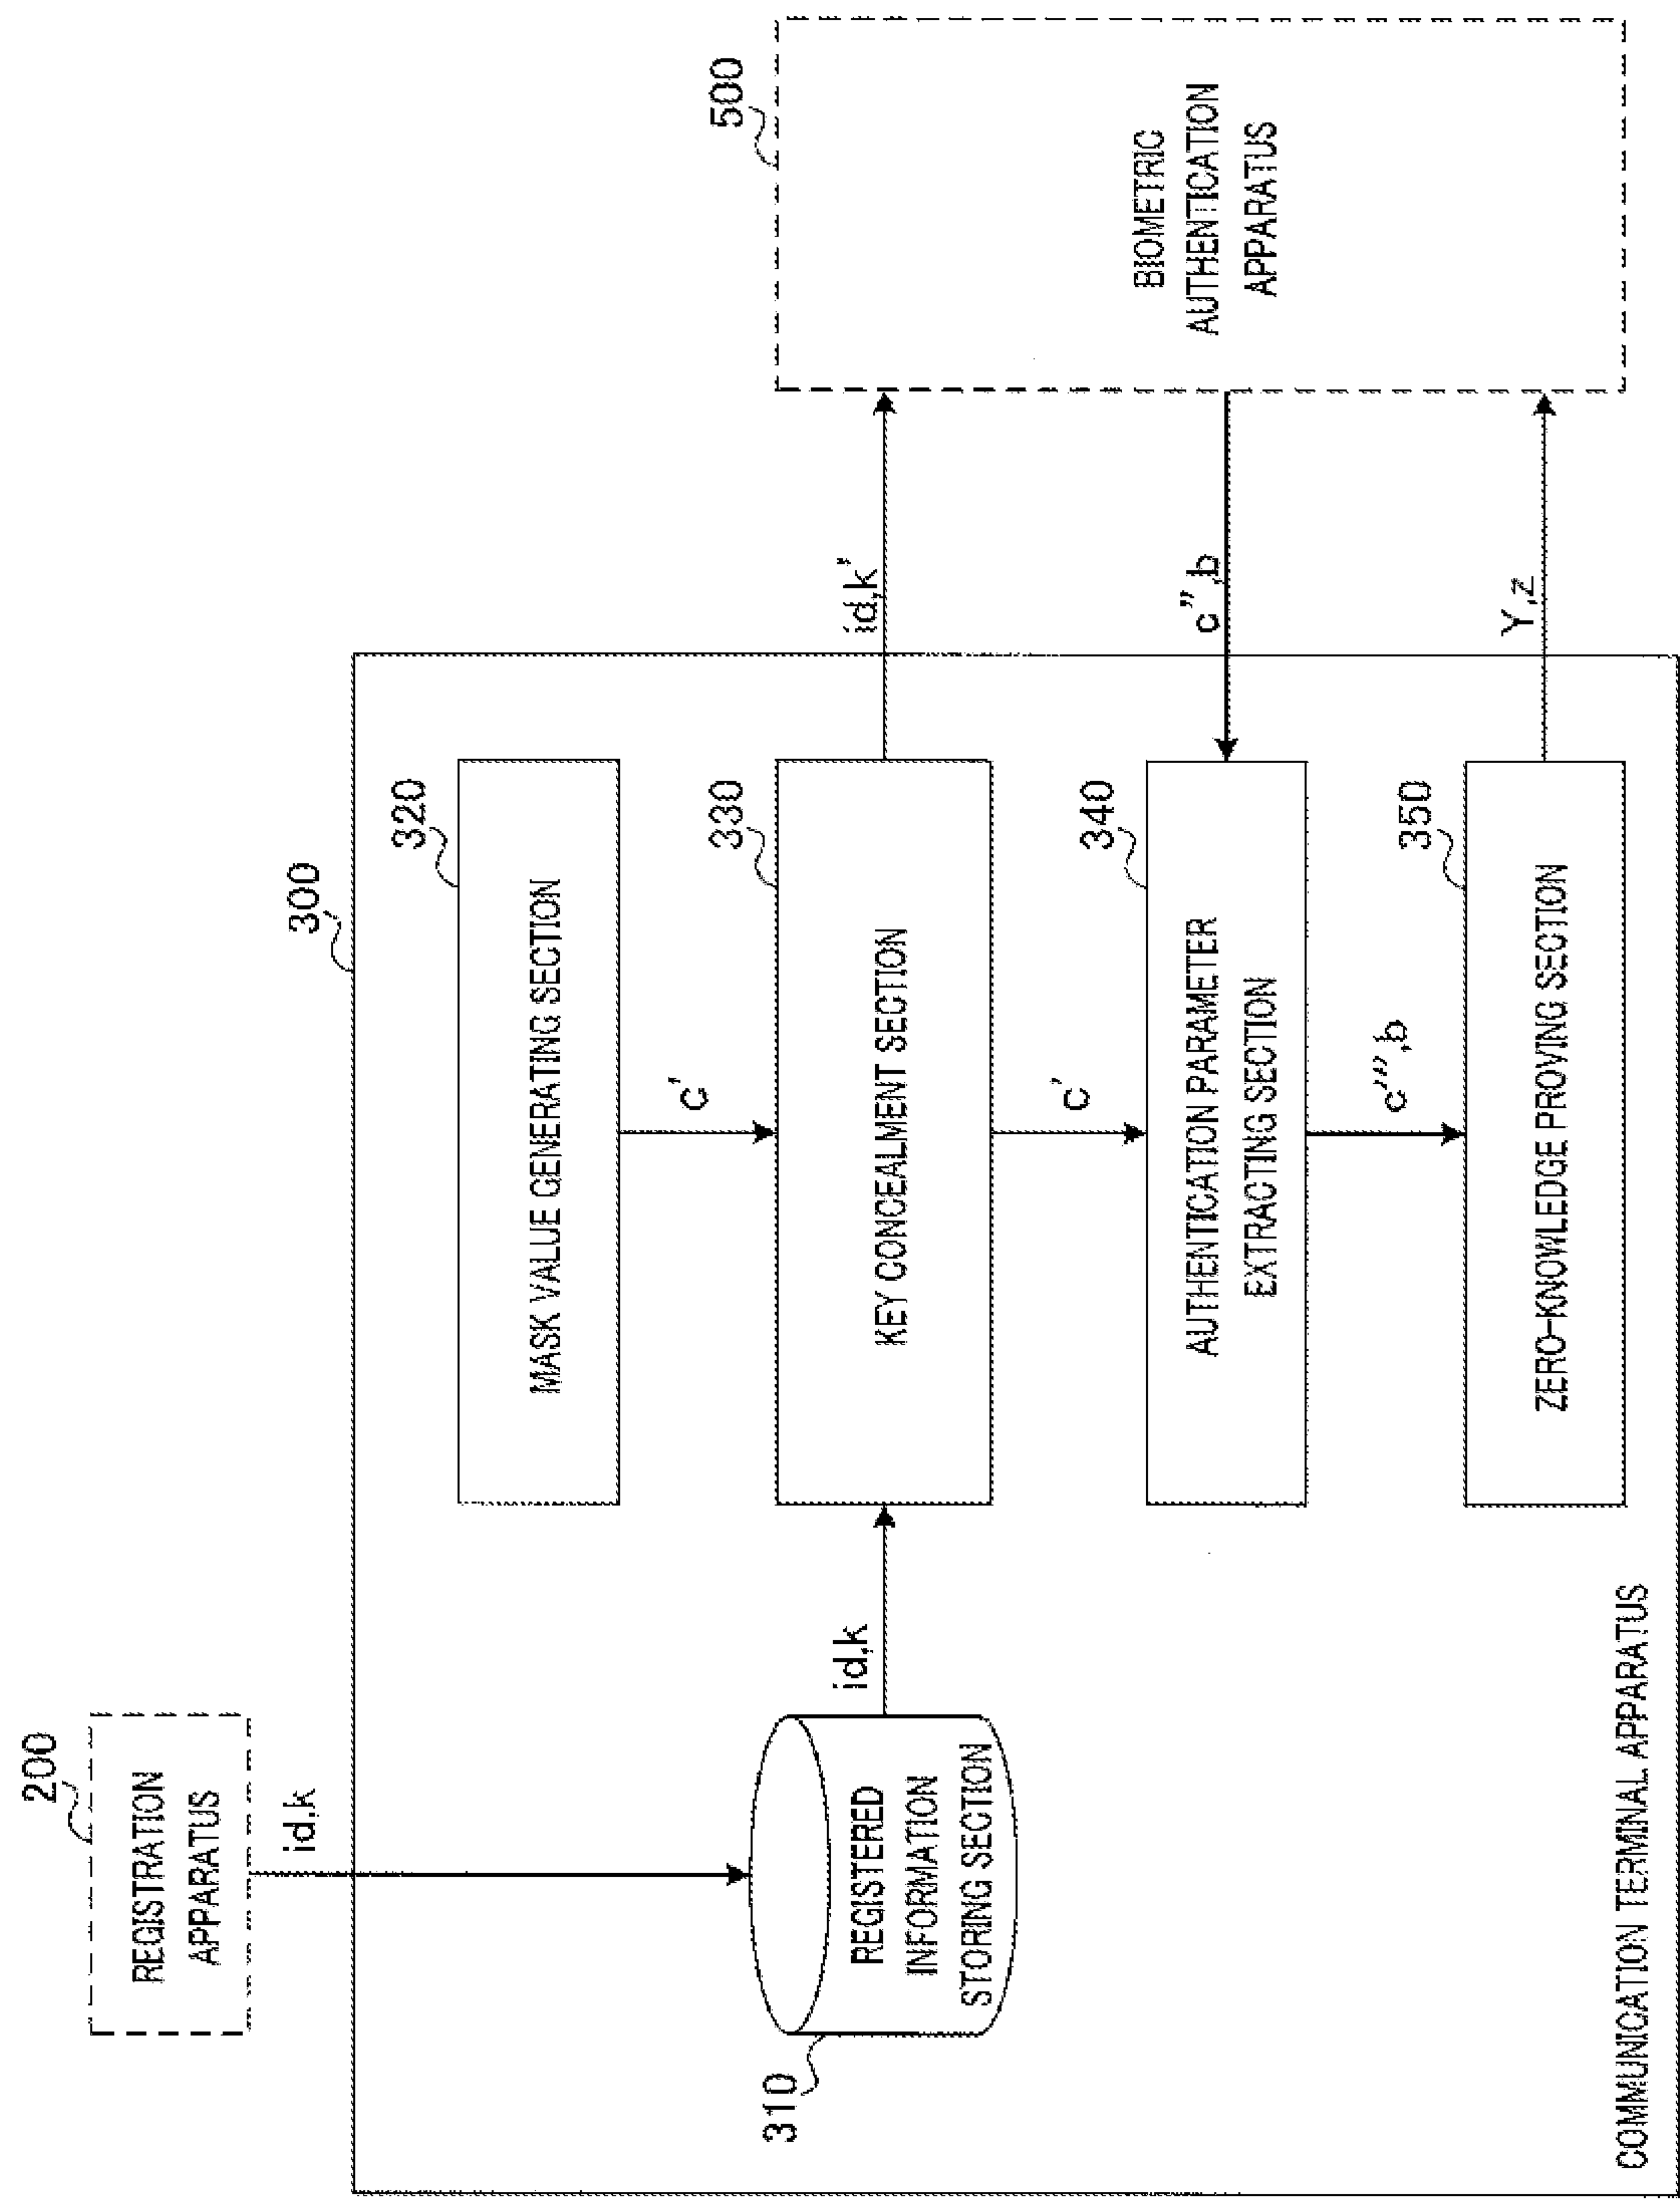 200
REGISTRATION
APPARATUS
id,k
300
310
REGISTERED
INFORMATION
STORING SECTION
id,k
320
MASK VALUE GENERATING SECTION
c'
330
KEY CONCEALMENT SECTION
id,k'
c'
340
AUTHENTICATION PARAMETER
EXTRACTING SECTION
c'',b
c''',b
350
ZERO-KNOWLEDGE PROVING SECTION
Y,z
500
BIOMETRIC
AUTHENTICATION
APPARATUS
COMMUNICATION TERMINAL APPARATUS